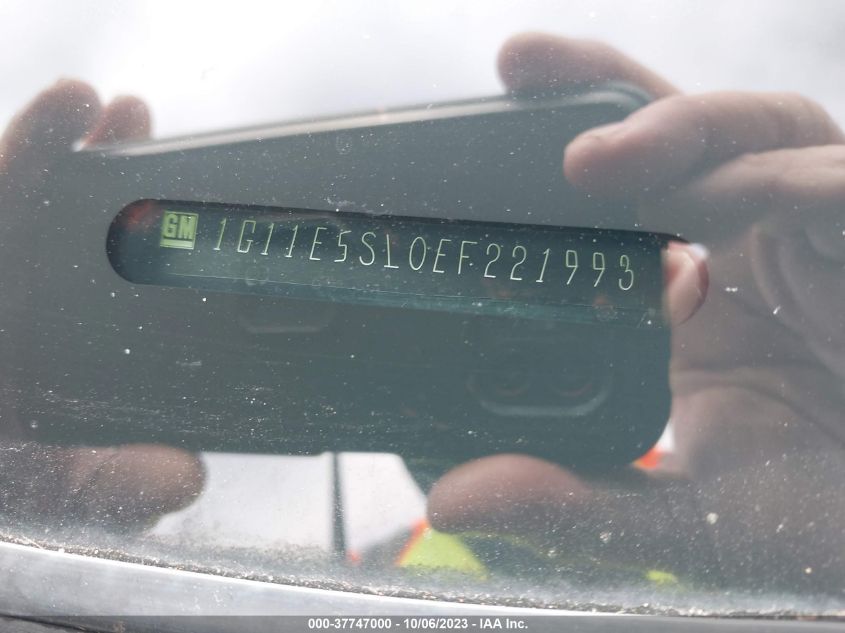 GM 1G11E5SL0EF221993
000-37747000 - 10/06/2023 - IAA Inc.